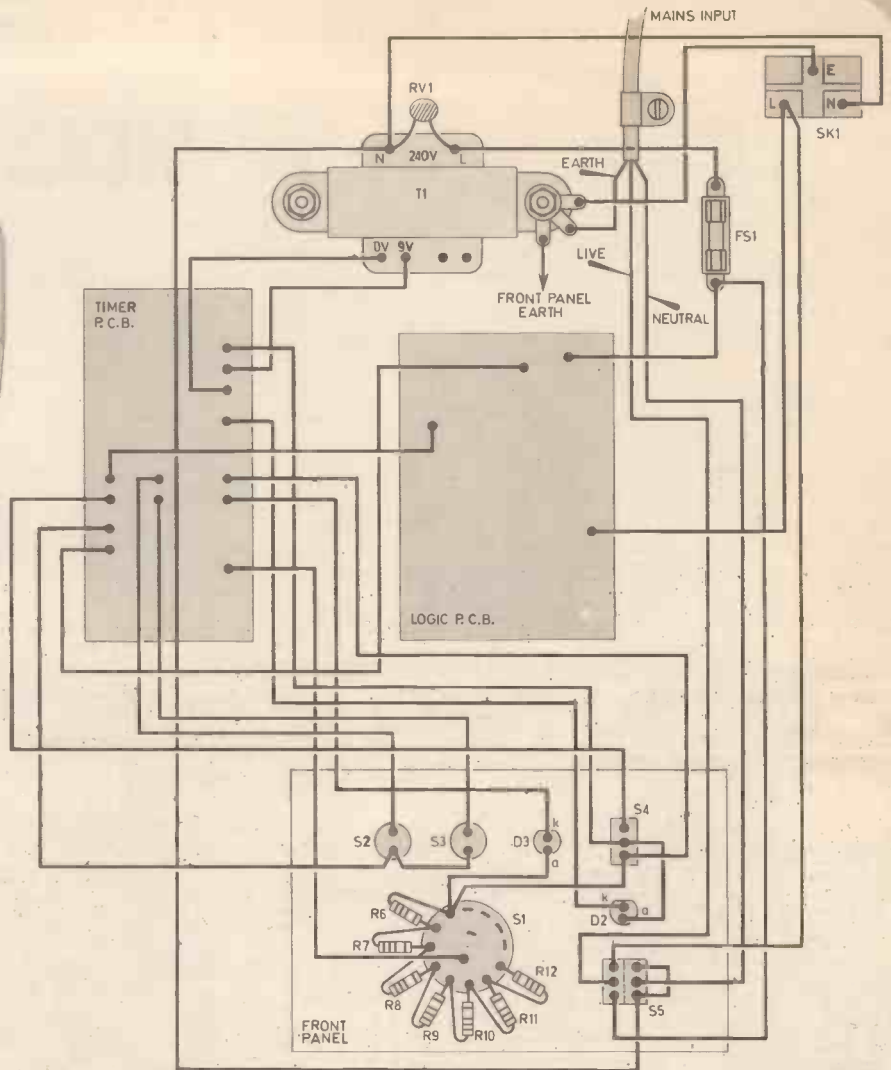 MAINS INPUT
RV1
E
L
N
SK1
N
240V
L
EARTH
T1
FS1
0V
9V
LIVE
FRONT PANEL
EARTH
NEUTRAL
TIMER
P.C.B.
LOGIC P.C.B.
S2
S3
D3
k
a
S4
k
a
D2
R6
S1
R7
R12
R8
R11
R9
R10
S5
FRONT
PANEL